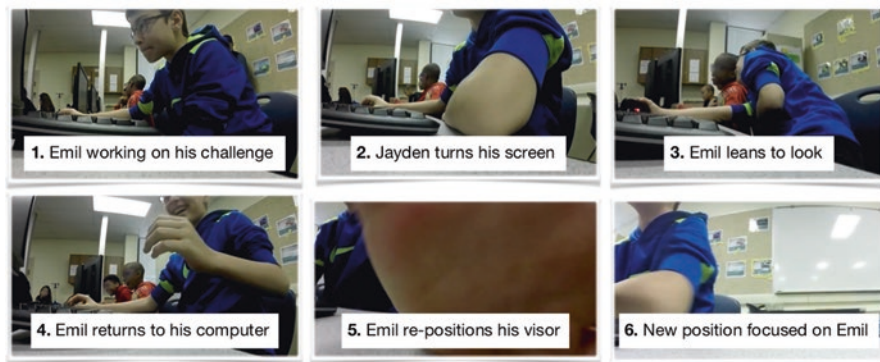 1. Emil working on his challenge
2. Jayden turns his screen
3. Emil leans to look
4. Emil returns to his computer
5. Emil re-positions his visor
6. New position focused on Emil